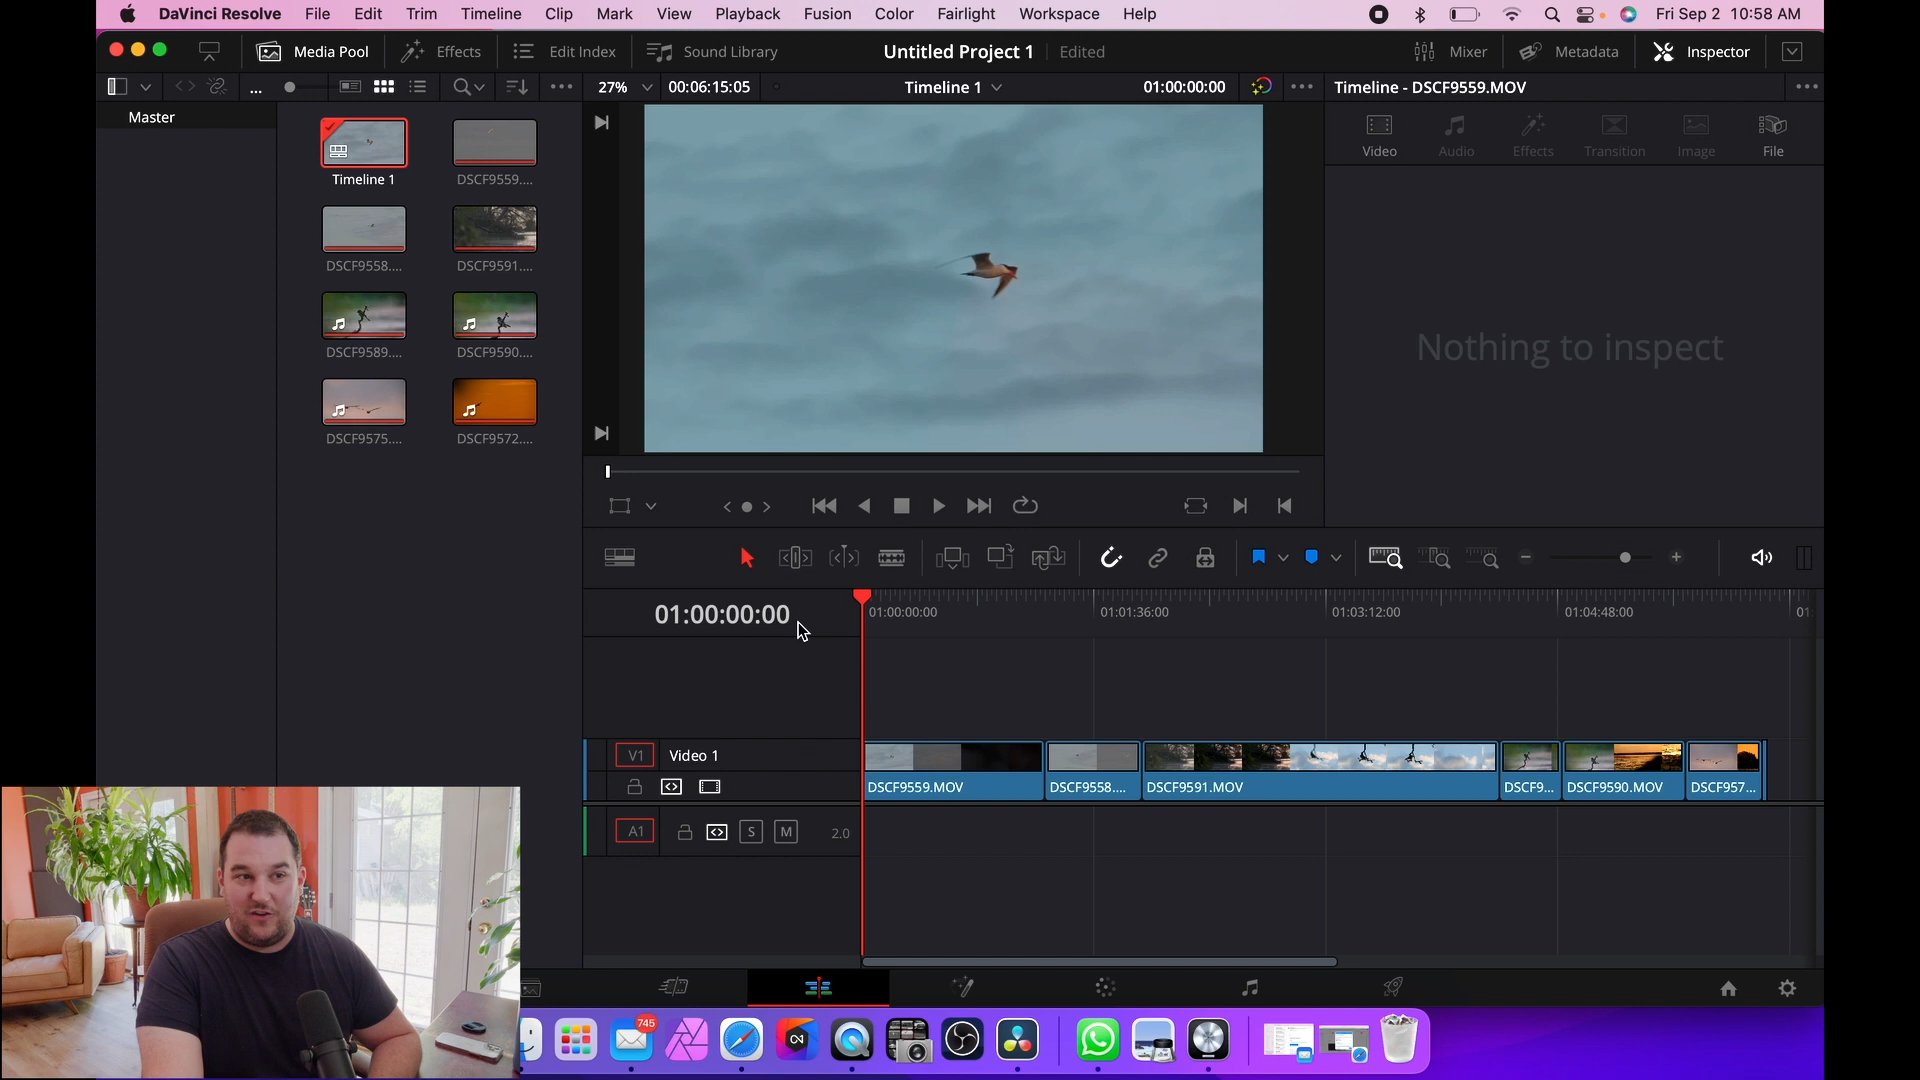 DaVinci Resolve File Edit Trim Timeline Clip Mark View Playback Fusion Color Fairlight Workspace Help Fri Sep 2 10:58 AM
Media Pool Effects Edit Index Sound Library Untitled Project 1 Edited Mixer Metadata Inspector
... 27% 00:06:15:05 Timeline 1 01:00:00:00 Timeline - DSCF9559.MOV
Master
Video Audio Effects Transition Image File
Timeline 1 DSCF9559....
DSCF9558.... DSCF9591....
DSCF9589.... DSCF9590....
DSCF9575.... DSCF9572....
Nothing to inspect
01:00:00:00
01:00:00:00 01:01:36:00 01:03:12:00 01:04:48:00 01:
V1 Video 1
DSCF9559.MOV DSCF9558.... DSCF9591.MOV DSCF9... DSCF9590.MOV DSCF957...
A1 S M 2.0
745